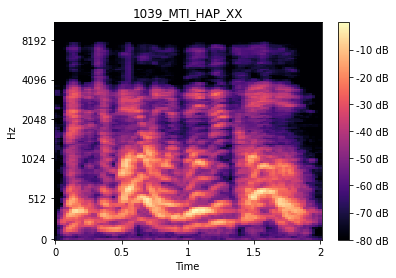 1039_MTI_HAP_XX
8192
4096
2048
1024
512
0
Hz
0
0.5
1
1.5
2
Time
-10 dB
-20 dB
-30 dB
-40 dB
-50 dB
-60 dB
-70 dB
-80 dB